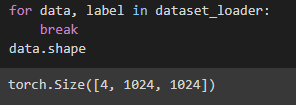 for data, label in dataset_loader:
    break
data.shape
torch.Size([4, 1024, 1024])